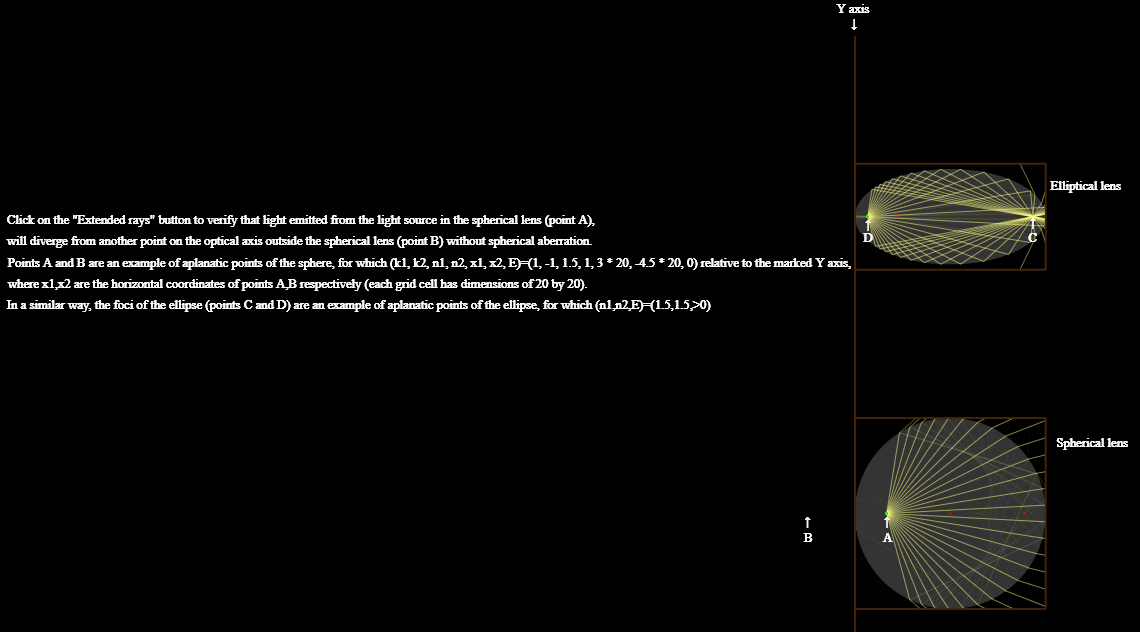 Y axis
↓
Elliptical lens
D
C
Click on the "Extended rays" button to verify that light emitted from the light source in the spherical lens (point A),
will diverge from another point on the optical axis outside the spherical lens (point B) without spherical aberration.
Points A and B are an example of aplanatic points of the sphere, for which (k1, k2, n1, n2, x1, x2, E)=(1, -1, 1.5, 1, 3 * 20, -4.5 * 20, 0) relative to the marked Y axis,
where x1,x2 are the horizontal coordinates of points A,B respectively (each grid cell has dimensions of 20 by 20).
In a similar way, the foci of the ellipse (points C and D) are an example of aplanatic points of the ellipse, for which (n1,n2,E)=(1.5,1.5,>0)
Spherical lens
↑
B
↑
A